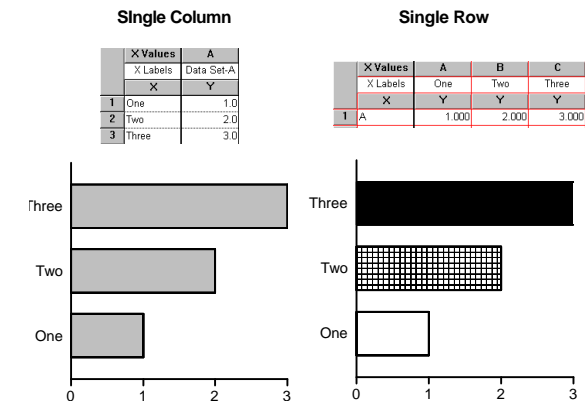 SIngle Column
X Values A
X Labels Data Set-A
X Y
1 One 1.0
2 Two 2.0
3 Three 3.0
Three
Two
One
0 1 2 3
Single Row
X Values A B C
X Labels One Two Three
X Y Y Y
1 A 1.000 2.000 3.000
Three
Two
One
0 1 2 3